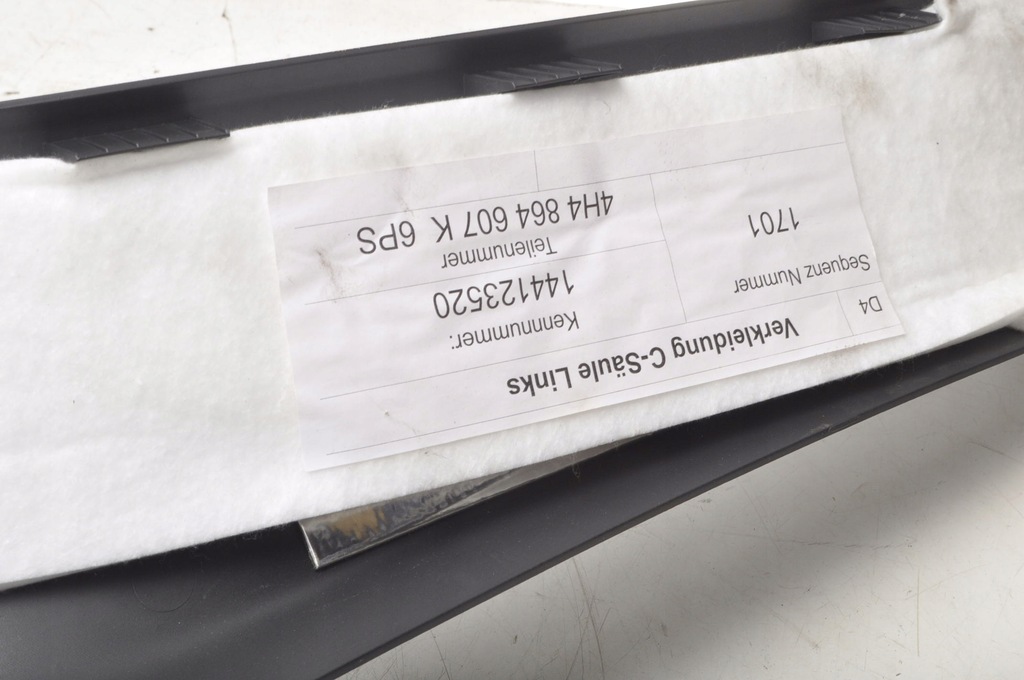 D4
Verkleidung C-Säule Links
Sequenz Nummer
1701
Kennnummer:
144123520
Teilenummer
4H4 864 607 K 6PS